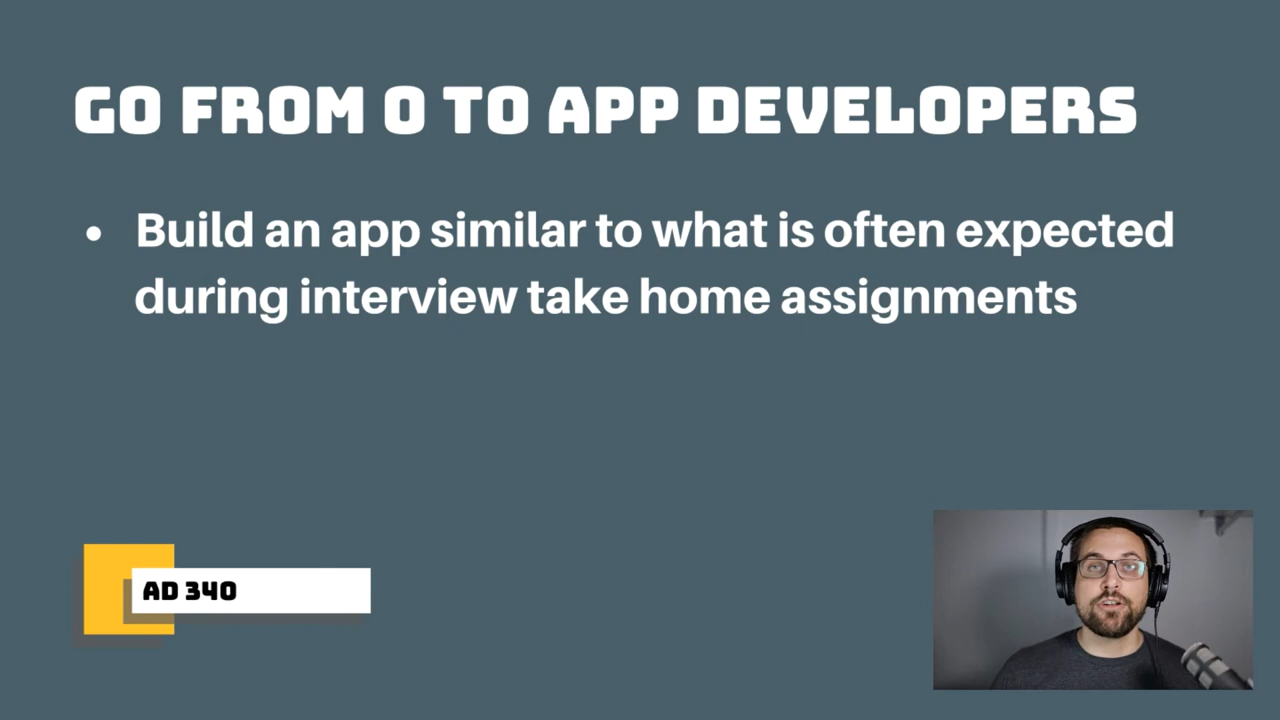 GO FROM 0 TO APP DEVELOPERS
• Build an app similar to what is often expected
during interview take home assignments
AD 340